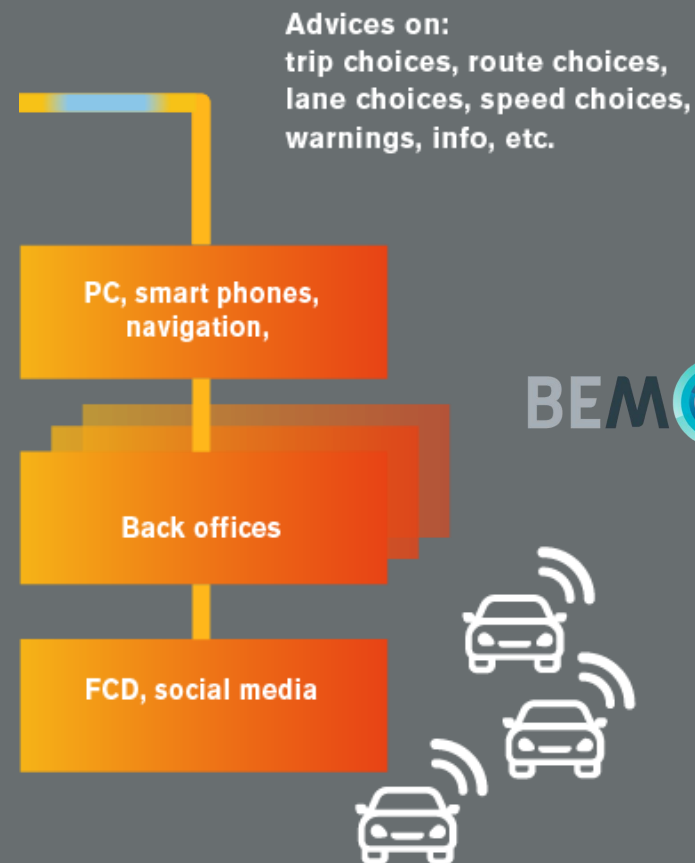 Advices on:
trip choices, route choices,
lane choices, speed choices,
warnings, info, etc.
PC, smart phones,
navigation,
BEM
Back offices
FCD, social media